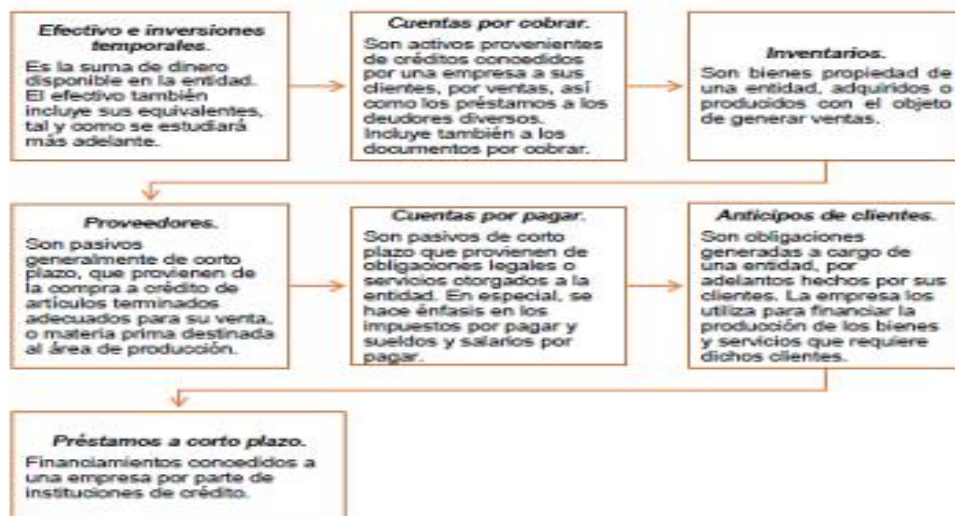 Efectivo e inversiones
temporales.
Es la suma de dinero
disponible en la entidad.
El efectivo también
incluye sus equivalentes,
tal y como se estudiará
más adelante.
Cuentas por cobrar.
Son activos provenientes
de créditos concedidos
por una empresa a sus
clientes, por ventas, así
como los préstamos a los
deudores diversos.
Incluye también a los
documentos por cobrar.
Inventarios.
Son bienes propiedad de
una entidad, adquiridos o
producidos con el objeto
de generar ventas.
Proveedores.
Son pasivos
generalmente de corto
plazo, que provienen de
la compra a crédito de
artículos terminados
adecuados para su venta,
o materia prima destinada
al área de producción.
Cuentas por pagar.
Son pasivos de corto
plazo que provienen de
obligaciones legales o
servicios otorgados a la
entidad. En especial, se
hace énfasis en los
impuestos por pagar y
sueldos y salarios por
pagar.
Anticipos de clientes.
Son obligaciones
generadas a cargo de
una entidad, por
adelantos hechos por sus
clientes. La empresa los
utiliza para financiar la
producción de los bienes
y servicios que requiere
dichos clientes.
Préstamos a corto plazo.
Financiamientos concedidos a
una empresa por parte de
instituciones de crédito.